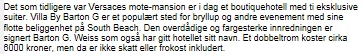 Det som tidligere var Versaces mote-mansion er i dag et boutiquehotell med ti eksklusive
suiter. Villa By Barton G er et populært sted for bryllup og andre evenement med sine
flotte beliggenhet på South Beach. Den overdådige og fargesterke innredningen er
signert Barton G. Weiss som også har gitt hotellet sitt navn. Et dobbeltrom koster cirka
6000 kroner, men da er ikke skatt eller frokost inkludert.